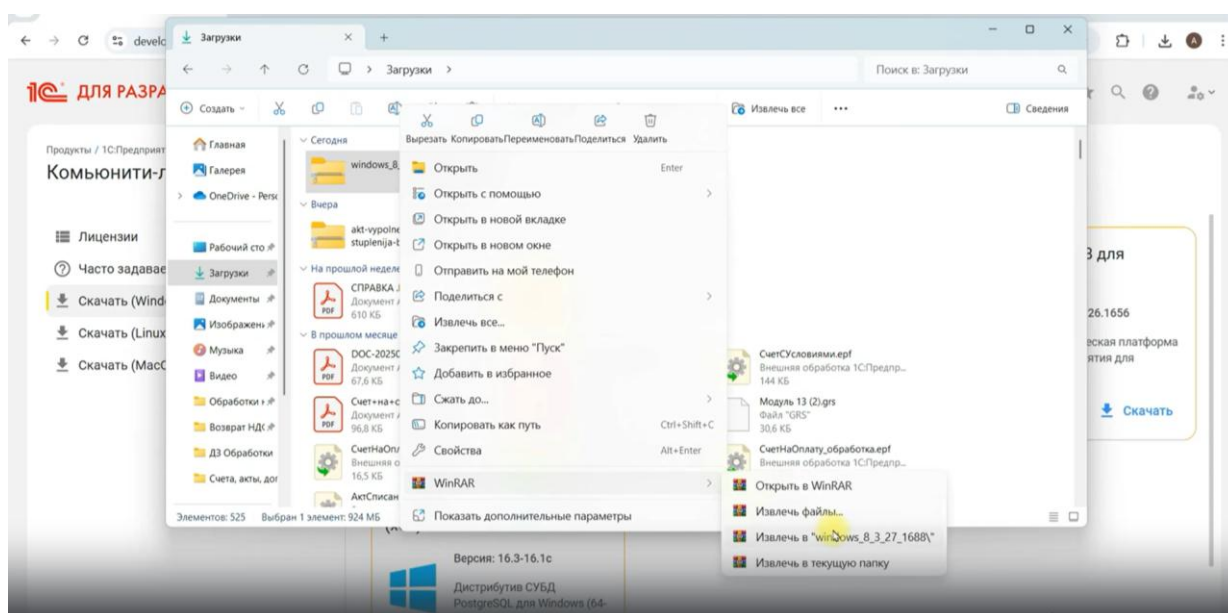 develo
Загрузки
Загрузки
Поиск в: Загрузки
1С ДЛЯ РАЗРА
Создать
Извлечь все
Сведения
Вырезать Копировать Переименовать Поделиться Удалить
Продукты / 1С:Предприят
Комьюнити-л
Лицензии
Часто задавае
Скачать (Windo
Скачать (Linux
Скачать (MacO
Главная
Галерея
OneDrive - Perso
Рабочий сто
Загрузки
Документы
Изображени
Музыка
Видео
Обработки
Возврат НДС
ДЗ Обработки
Счета, акты, дог
Сегодня
windows_8_
Вчера
akt-vypolne
stuplenija-b
На прошлой неделе
СПРАВКА
Документ
610 КБ
В прошлом месяце
DOC-20250
Документ
67,6 КБ
Счет+на+о
Документ
96,8 КБ
СчетНаОпл
Внешняя о
16,5 КБ
АктСписан
Открыть Enter
Открыть с помощью
Открыть в новой вкладке
Открыть в новом окне
Отправить на мой телефон
Поделиться с
Извлечь все...
Закрепить в меню "Пуск"
Добавить в избранное
Сжать до...
Копировать как путь Ctrl+Shift+C
Свойства Alt+Enter
WinRAR
Показать дополнительные параметры
СчетСУсловиями.epf
Внешняя обработка 1С:Предпр...
144 КБ
Модуль 13 (2).grs
Файл "GRS"
30,6 КБ
СчетНаОплату_обработка.epf
Внешняя обработка 1С:Предпр...
Открыть в WinRAR
Извлечь файлы...
Извлечь в "windows_8_3_27_1688\"
Извлечь в текущую папку
Элементов: 525 Выбран 1 элемент: 924 МБ
для
26.1656
еская платформа
ятия для
Скачать
Версия: 16.3-16.1c
Дистрибутив СУБД
PostgreSQL для Windows (64-